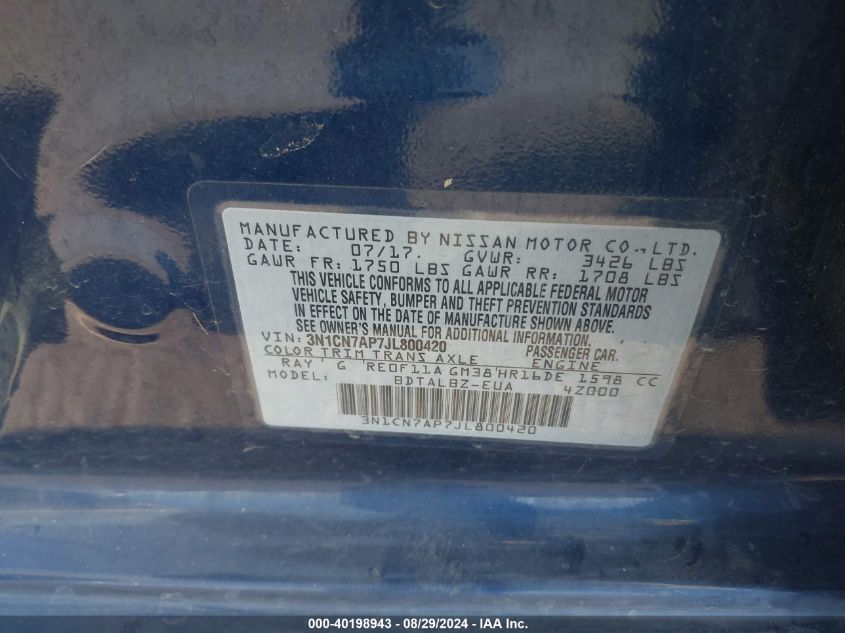 MANUFACTURED BY NISSAN MOTOR CO., LTD.
DATE: 07/17. GVWR: 3426 LBS
GAWR FR: 1750 LBS GAWR RR: 1708 LBS
THIS VEHICLE CONFORMS TO ALL APPLICABLE FEDERAL MOTOR
VEHICLE SAFETY, BUMPER AND THEFT PREVENTION STANDARDS
IN EFFECT ON THE DATE OF MANUFACTURE SHOWN ABOVE.
SEE OWNER'S MANUAL FOR ADDITIONAL INFORMATION.
VIN: 3N1CN7AP7JL800420 PASSENGER CAR.
COLOR TRIM TRANS AXLE ENGINE
RAY G RE0F11A GM38 HR16DE 1598 CC
MODEL: BDTALBZ-EUA 4Z000
3N1CN7AP7JL800420
000-40198943 - 08/29/2024 - IAA Inc.